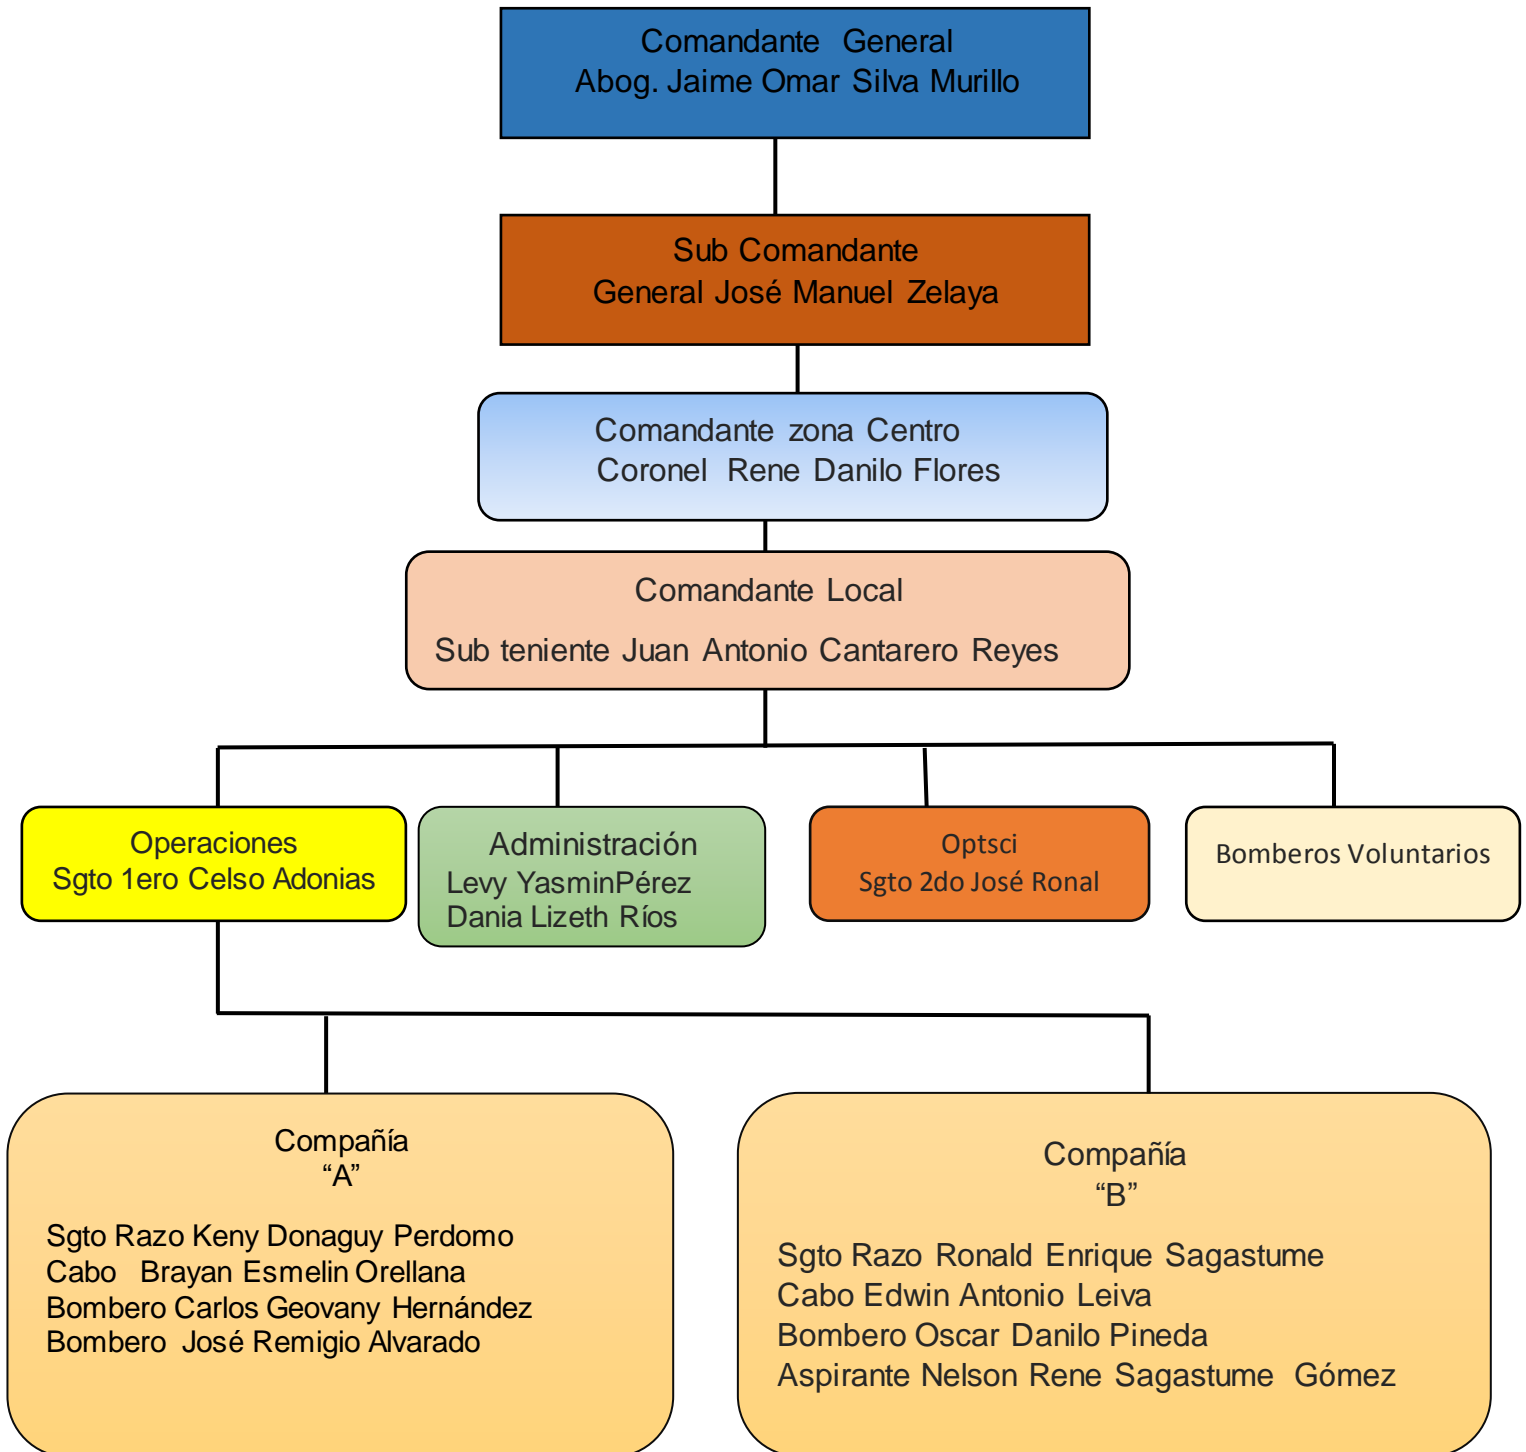 Comandante General
Abog. Jaime Omar Silva Murillo
Sub Comandante
General José Manuel Zelaya
Comandante zona Centro
Coronel Rene Danilo Flores
Comandante Local
Sub teniente Juan Antonio Cantarero Reyes
Operaciones
Sgto 1ero Celso Adonias
Administración
Levy YasminPérez
Dania Lizeth Ríos
Optsci
Sgto 2do José Ronal
Bomberos Voluntarios
Compañía
“A”
Sgto Razo Keny Donaguy Perdomo
Cabo Brayan Esmelin Orellana
Bombero Carlos Geovany Hernández
Bombero José Remigio Alvarado
Compañía
“B”
Sgto Razo Ronald Enrique Sagastume
Cabo Edwin Antonio Leiva
Bombero Oscar Danilo Pineda
Aspirante Nelson Rene Sagastume Gómez